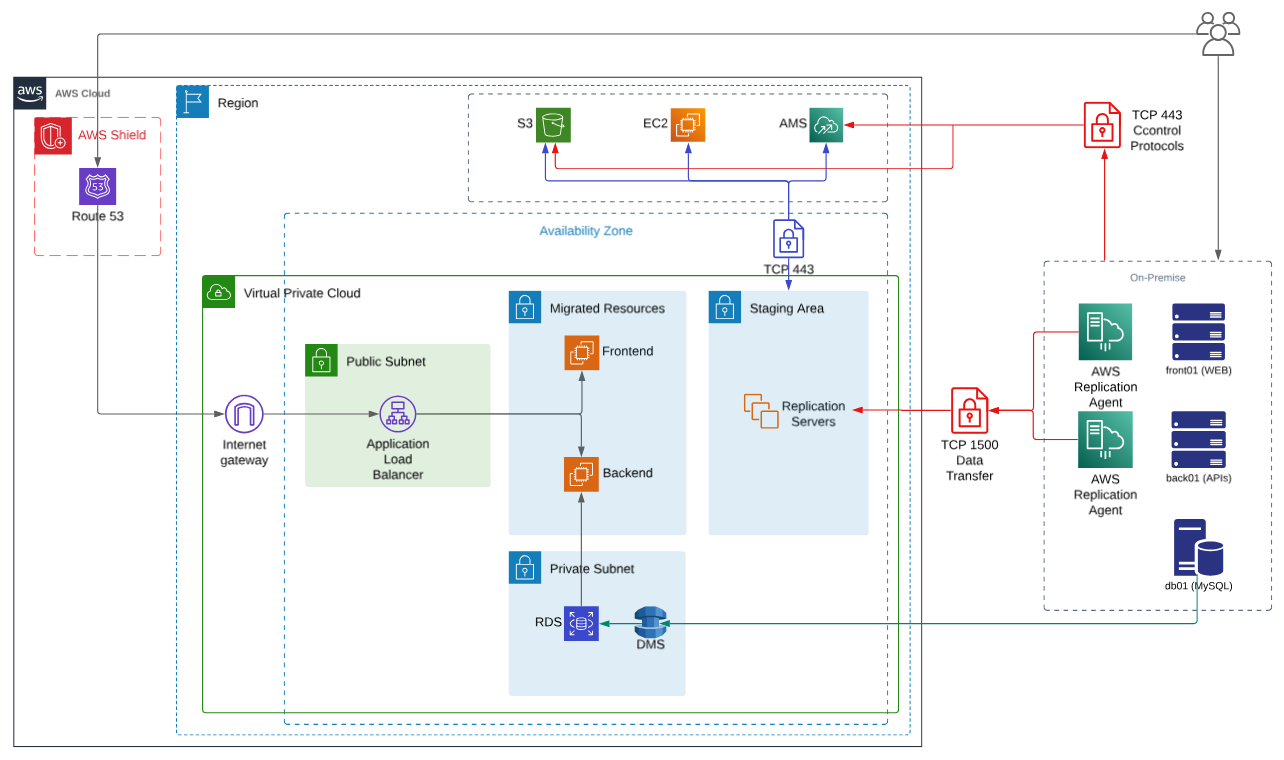 aws
AWS Cloud
AWS Shield
53
Route 53
Region
S3
EC2
AMS
TCP 443
Ccontrol
Protocols
Availability Zone
TCP 443
Virtual Private Cloud
Migrated Resources
Staging Area
On-Premise
Public Subnet
Frontend
Internet
gateway
Application
Load
Balancer
Backend
Replication
Servers
TCP 1500
Data
Transfer
AWS
Replication
Agent
front01 (WEB)
AWS
Replication
Agent
back01 (APIs)
Private Subnet
RDS
DMS
db01 (MySQL)